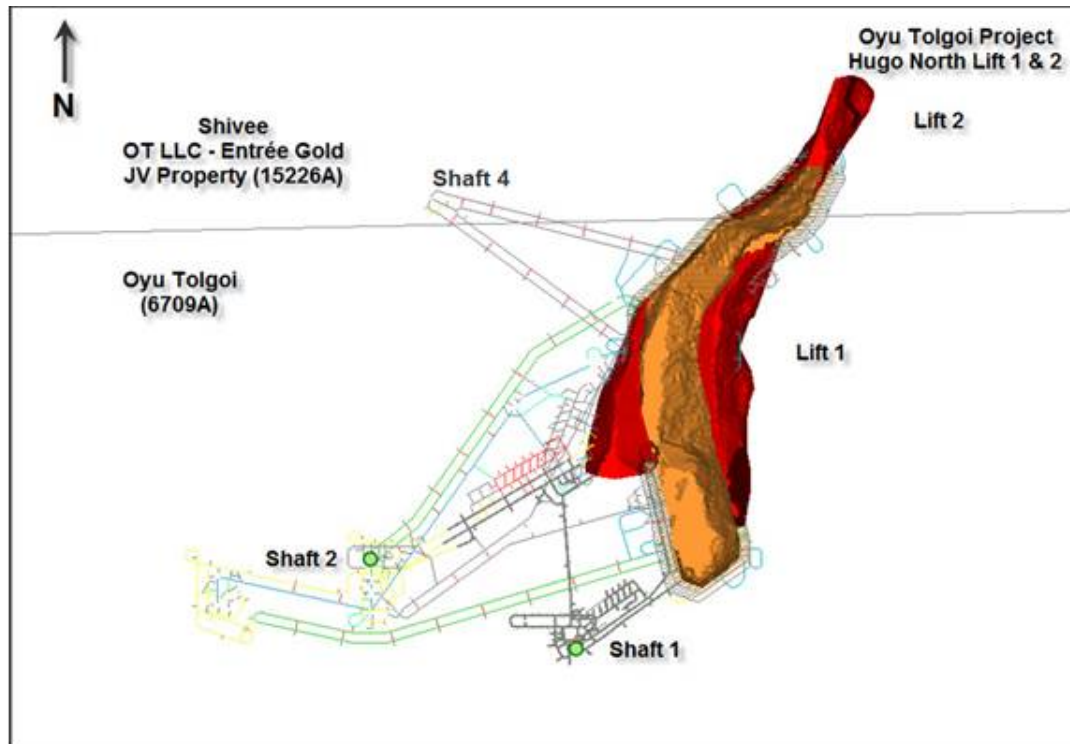 Oyu Tolgoi Project
Hugo North Lift 1 & 2
Lift 2
Shivee
OT LLC - Entrée Gold
JV Property (15226A)
Shaft 4
N
Oyu Tolgoi
(6709A)
Lift 1
Shaft 2
Shaft 1